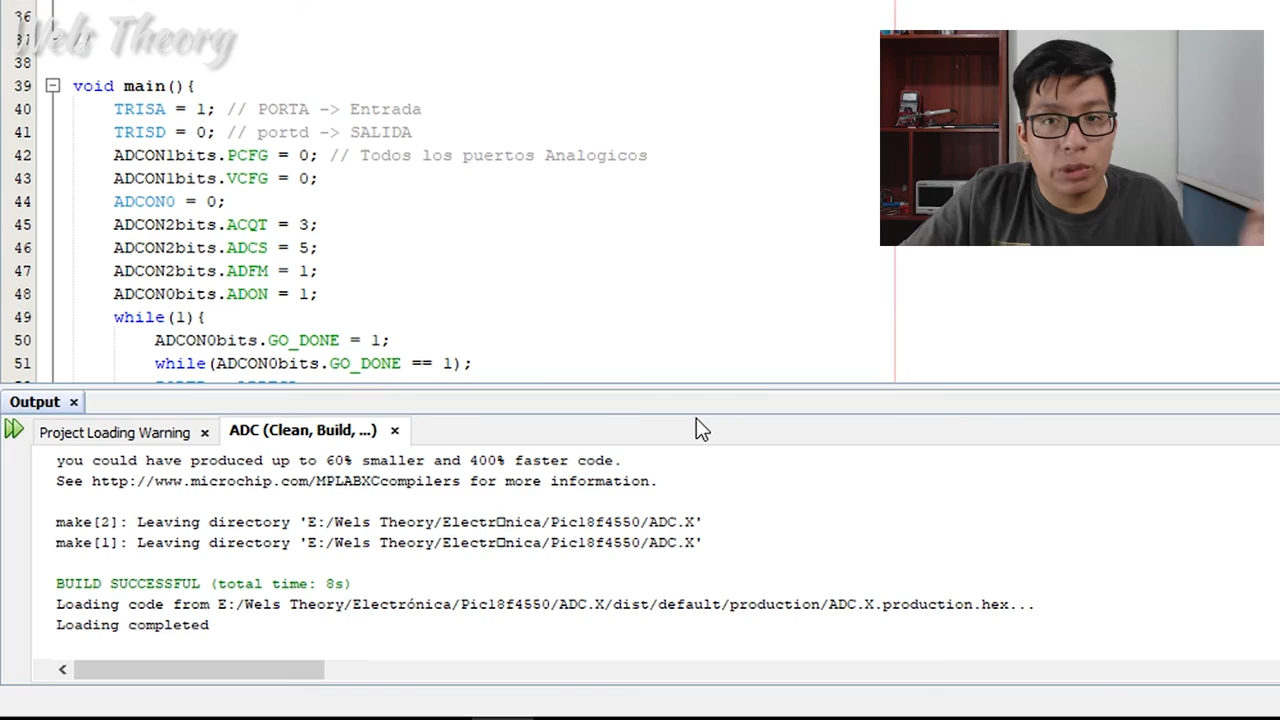 36
Wels Theory
37
38
39 void main(){
40 TRISA = 1; // PORTA -> Entrada
41 TRISD = 0; // portd -> SALIDA
42 ADCON1bits.PCFG = 0; // Todos los puertos Analogicos
43 ADCON1bits.VCFG = 0;
44 ADCON0 = 0;
45 ADCON2bits.ACQT = 3;
46 ADCON2bits.ADCS = 5;
47 ADCON2bits.ADFM = 1;
48 ADCON0bits.ADON = 1;
49 while(1){
50 ADCON0bits.GO_DONE = 1;
51 while(ADCON0bits.GO_DONE == 1);
Output ×
Project Loading Warning × ADC (Clean, Build, ...) ×
you could have produced up to 60% smaller and 400% faster code.
See http://www.microchip.com/MPLABXCcompilers for more information.
make[2]: Leaving directory 'E:/Wels Theory/Electr□nica/Pic18f4550/ADC.X'
make[1]: Leaving directory 'E:/Wels Theory/Electr□nica/Pic18f4550/ADC.X'
BUILD SUCCESSFUL (total time: 8s)
Loading code from E:/Wels Theory/Electrónica/Pic18f4550/ADC.X/dist/default/production/ADC.X.production.hex...
Loading completed